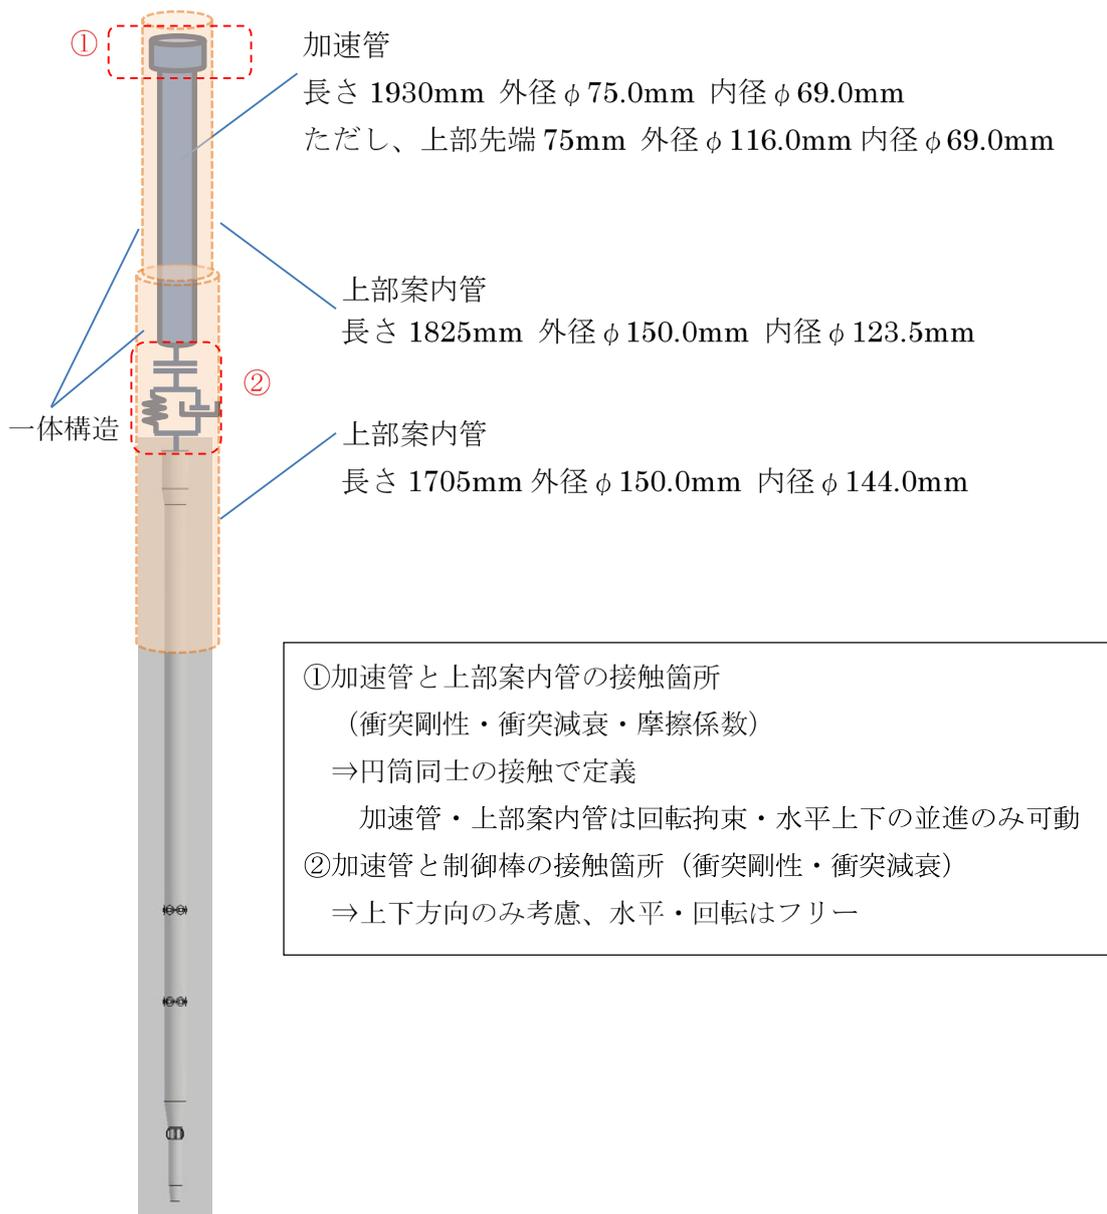 ①
加速管
長さ 1930mm 外径φ75.0mm 内径φ69.0mm
ただし、上部先端 75mm 外径φ116.0mm 内径φ69.0mm
上部案内管
長さ 1825mm 外径φ150.0mm 内径φ123.5mm
②
一体構造
上部案内管
長さ 1705mm 外径φ150.0mm 内径φ144.0mm
①加速管と上部案内管の接触箇所
(衝突剛性・衝突減衰・摩擦係数)
⇒円筒同士の接触で定義
加速管・上部案内管は回転拘束・水平上下の並進のみ可動
②加速管と制御棒の接触箇所(衝突剛性・衝突減衰)
⇒上下方向のみ考慮、水平・回転はフリー